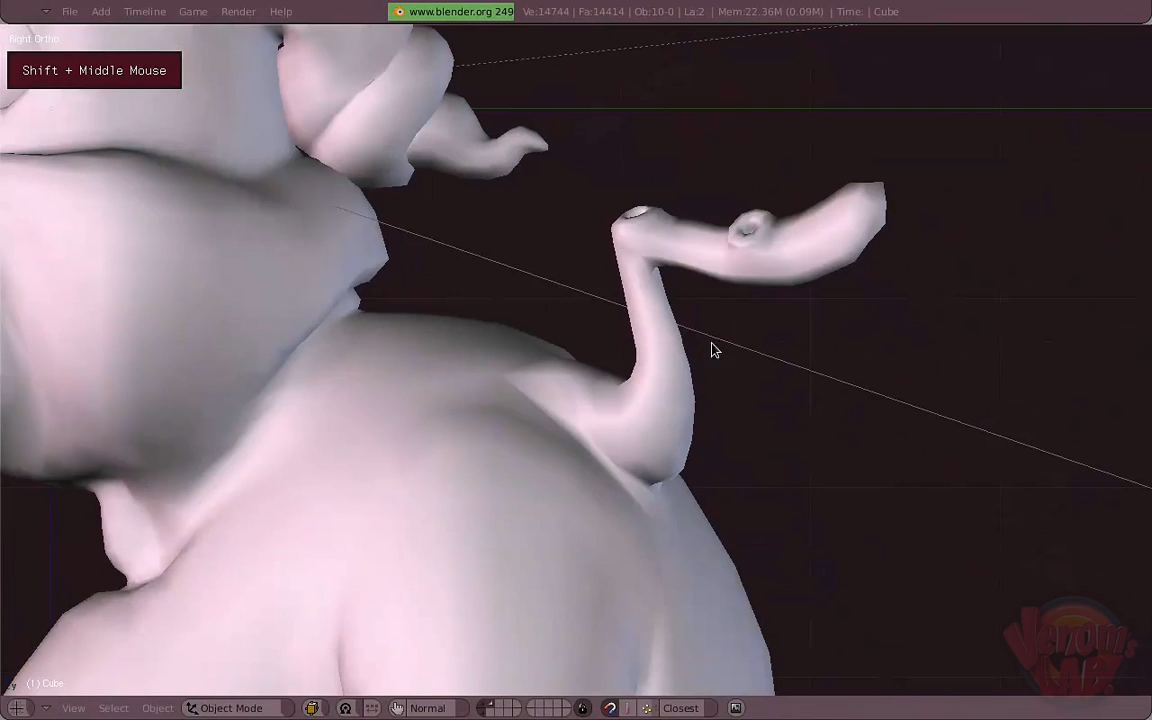 File Add Timeline Game Render Help www.blender.org 249 Ve:14744 | Fa:14414 | Ob:10-0 | La:2 | Mem:22.36M (0.09M) | Time: | Cube
Right Ortho
Shift + Middle Mouse
Venom's
LAB.
(1) Cube
View Select Object Object Mode Normal Closest